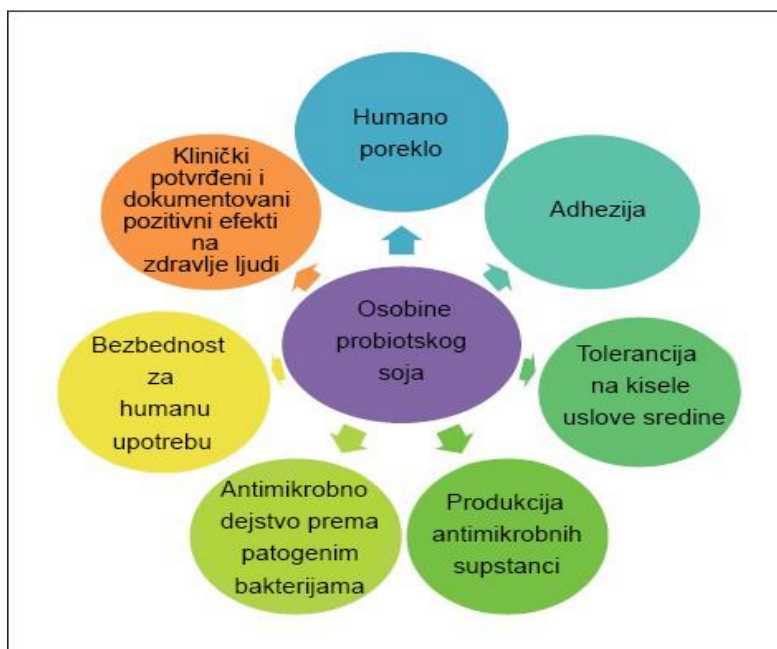 Humano
poreklo
Adhezija
Tolerancija
na kisele
uslove sredine
Produkcija
antimikrobnih
supstanci
Antimikrobno
dejstvo prema
patogenim
bakterijama
Bezbednost
za
humanu
upotrebu
Klinički
potvrđeni i
dokumentovani
pozitivni efekti
na
zdravlje ljudi
Osobine
probiotskog
soja